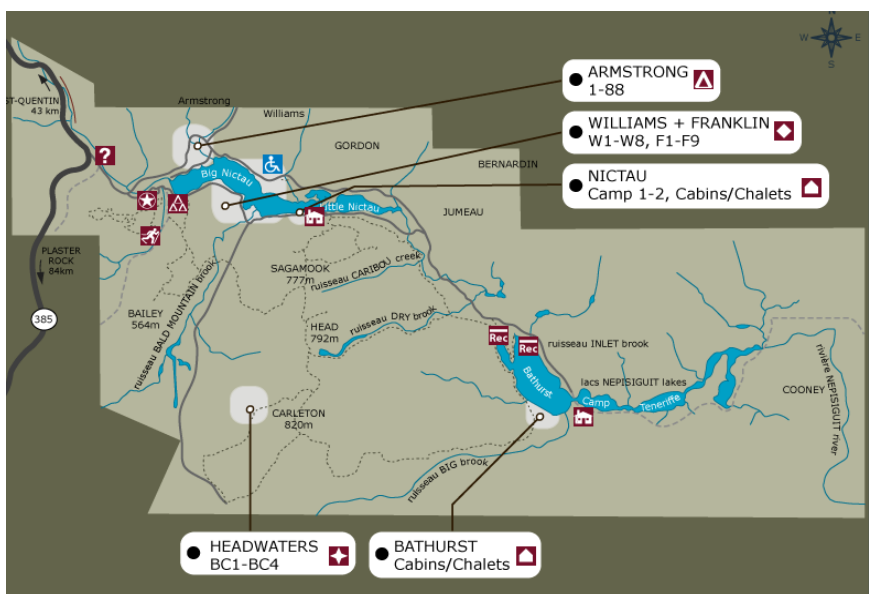 N
W
E
S
ARMSTRONG
1-88
WILLIAMS + FRANKLIN
W1-W8, F1-F9
NICTAU
Camp 1-2, Cabins/Chalets
ST-QUENTIN
43 km
Armstrong
Williams
GORDON
BERNARDIN
?
Big Nictau
Little Nictau
JUMEAU
PLASTER
ROCK
84km
385
SAGAMOOK
777m
ruisseau CARIBOU creek
BAILEY
564m
ruisseau BALD MOUNTAIN brook
HEAD
792m
ruisseau DRY brook
Rec
Rec
ruisseau INLET brook
Bathurst
lacs NEPISIGUIT lakes
Camp
Teneriffe
COONEY
rivière NEPISIGUIT river
CARLETON
820m
ruisseau BIG brook
HEADWATERS
BC1-BC4
BATHURST
Cabins/Chalets